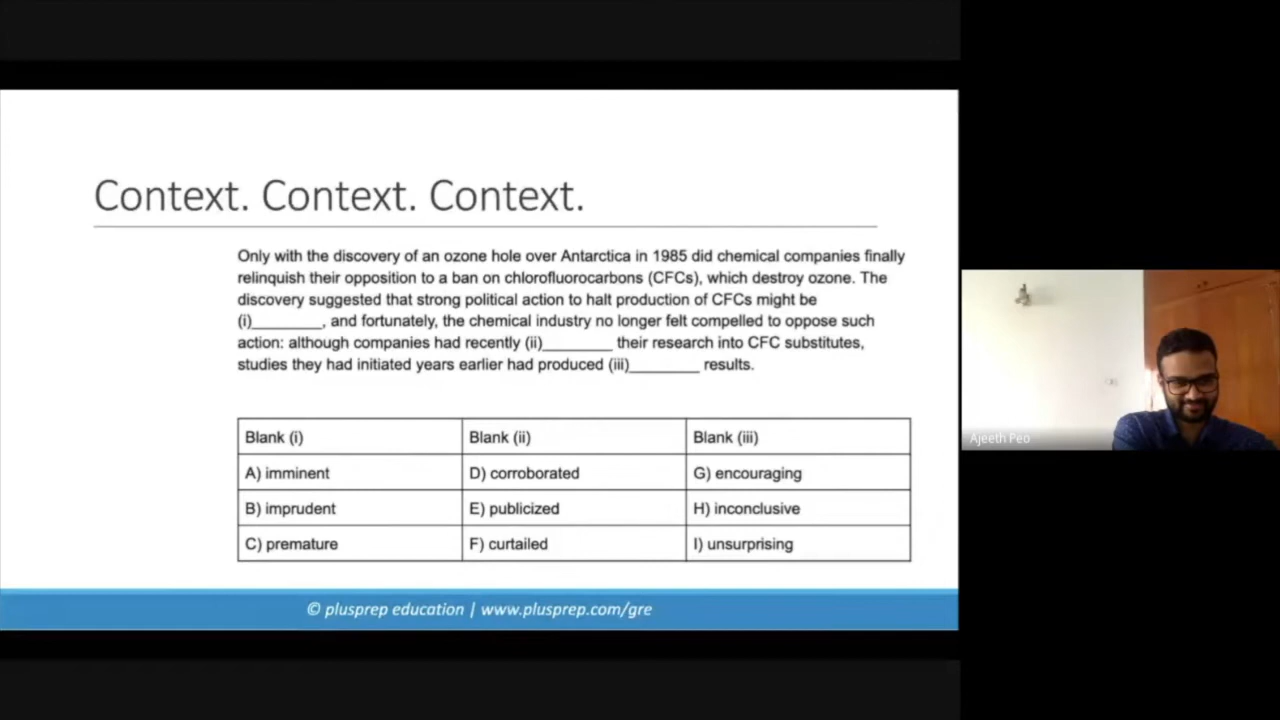 Context. Context. Context.
Only with the discovery of an ozone hole over Antarctica in 1985 did chemical companies finally
relinquish their opposition to a ban on chlorofluorocarbons (CFCs), which destroy ozone. The
discovery suggested that strong political action to halt production of CFCs might be
(i)________, and fortunately, the chemical industry no longer felt compelled to oppose such
action: although companies had recently (ii)________ their research into CFC substitutes,
studies they had initiated years earlier had produced (iii)________ results.
Blank (i) Blank (ii) Blank (iii)
A) imminent D) corroborated G) encouraging
B) imprudent E) publicized H) inconclusive
C) premature F) curtailed I) unsurprising
© plusprep education | www.plusprep.com/gre
Ajeeth Peo